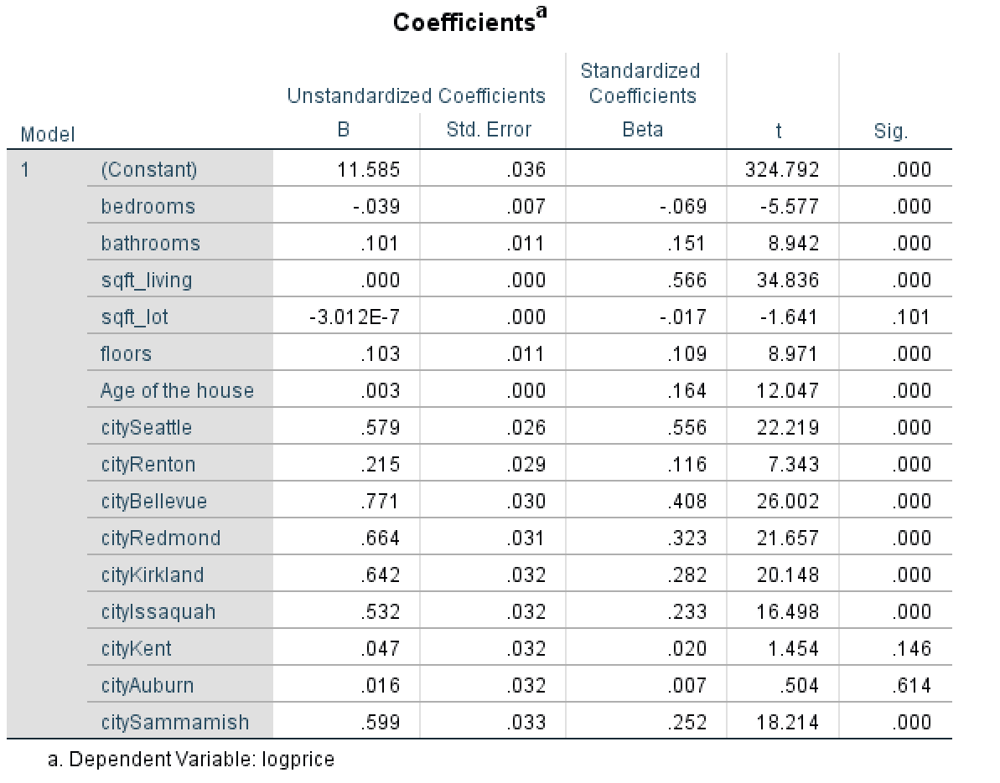 Coefficients^a
Standardized
Unstandardized Coefficients Coefficients
Model B Std. Error Beta t Sig.
1 (Constant) 11.585 .036 324.792 .000
bedrooms -.039 .007 -.069 -5.577 .000
bathrooms .101 .011 .151 8.942 .000
sqft_living .000 .000 .566 34.836 .000
sqft_lot -3.012E-7 .000 -.017 -1.641 .101
floors .103 .011 .109 8.971 .000
Age of the house .003 .000 .164 12.047 .000
citySeattle .579 .026 .556 22.219 .000
cityRenton .215 .029 .116 7.343 .000
cityBellevue .771 .030 .408 26.002 .000
cityRedmond .664 .031 .323 21.657 .000
cityKirkland .642 .032 .282 20.148 .000
cityIssaquah .532 .032 .233 16.498 .000
cityKent .047 .032 .020 1.454 .146
cityAuburn .016 .032 .007 .504 .614
citySammamish .599 .033 .252 18.214 .000
a. Dependent Variable: logprice